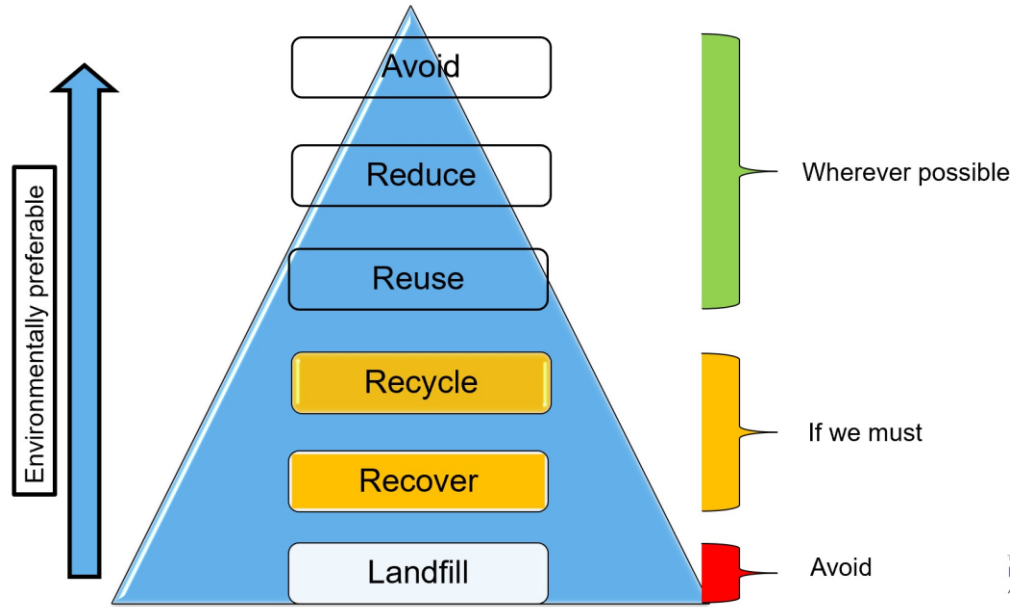 Avoid
Reduce
Wherever possible
Environmentally preferable
Reuse
Recycle
If we must
Recover
Landfill
Avoid